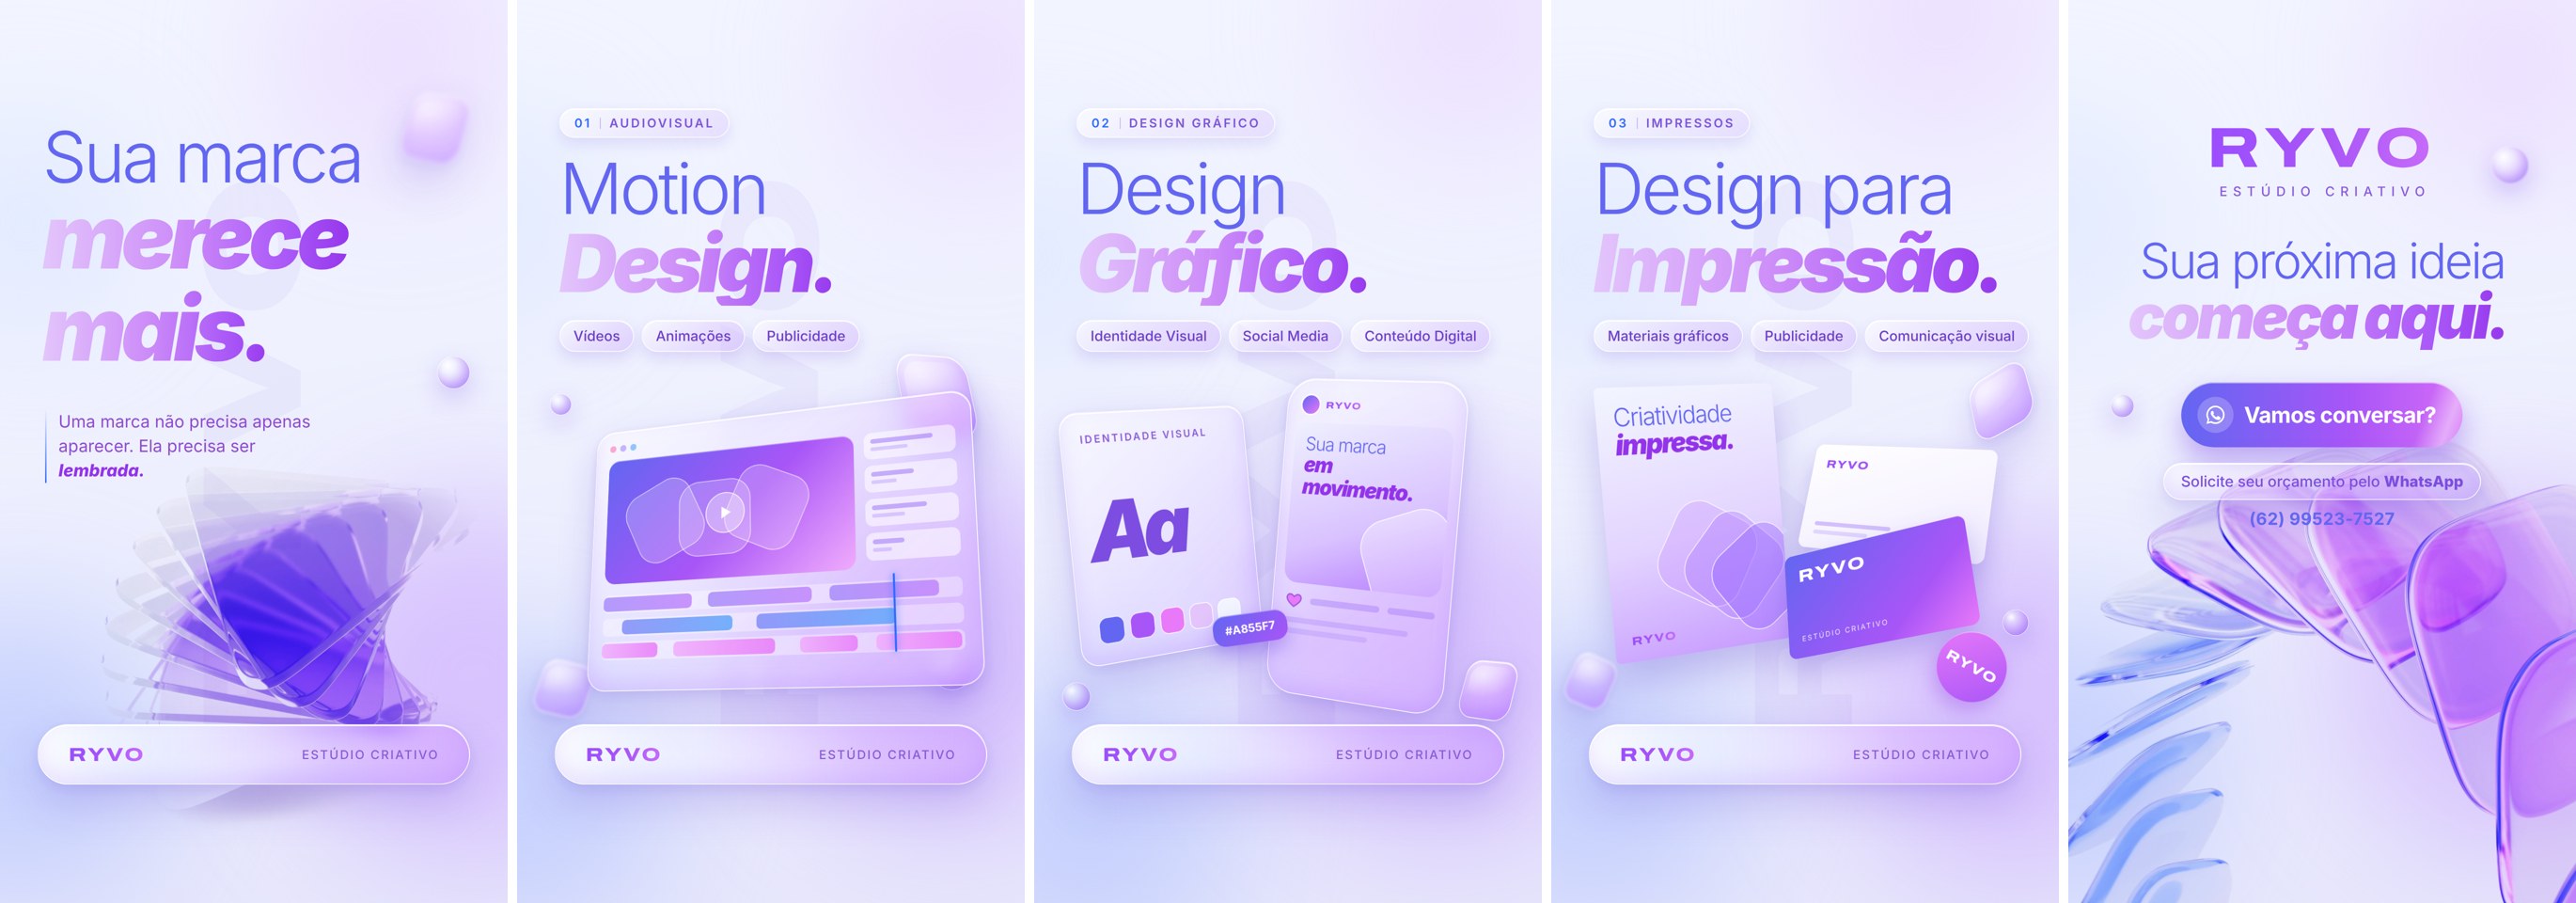 Sua marca
merece
mais.
Uma marca não precisa apenas
aparecer. Ela precisa ser
lembrada.
RYVO
ESTÚDIO CRIATIVO
01 | AUDIOVISUAL
Motion
Design.
Vídeos
Animações
Publicidade
RYVO
ESTÚDIO CRIATIVO
02 | DESIGN GRÁFICO
Design
Gráfico.
Identidade Visual
Social Media
Conteúdo Digital
IDENTIDADE VISUAL
Aa
#A855F7
RYVO
Sua marca
em
movimento.
RYVO
ESTÚDIO CRIATIVO
03 | IMPRESSOS
Design para
Impressão.
Materiais gráficos
Publicidade
Comunicação visual
Criatividade
impressa.
RYVO
RYVO
RYVO
ESTÚDIO CRIATIVO
RYVO
RYVO
ESTÚDIO CRIATIVO
RYVO
ESTÚDIO CRIATIVO
Sua próxima ideia
começa aqui.
Vamos conversar?
Solicite seu orçamento pelo WhatsApp
(62) 99523-7527